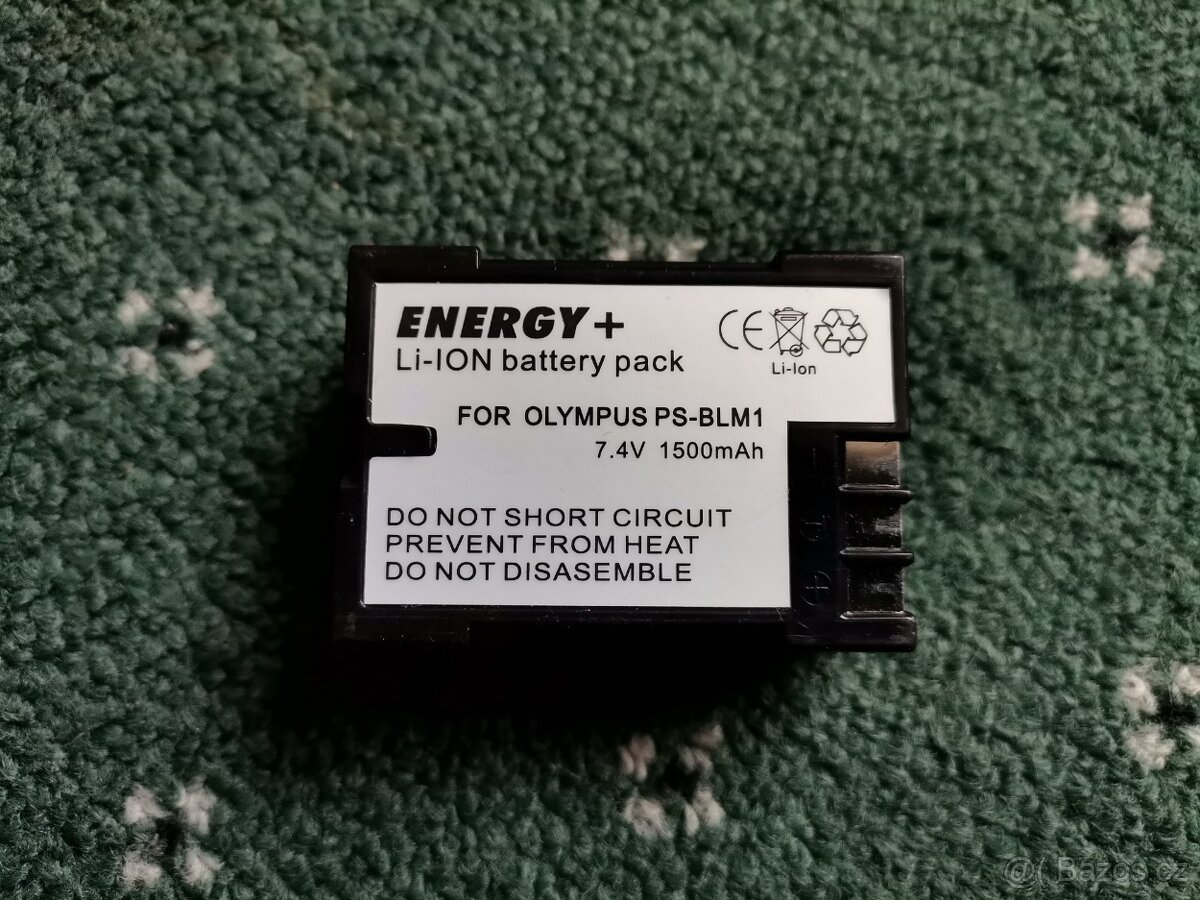 ENERGY+
Li-ION battery pack
CE
Li-Ion
FOR OLYMPUS PS-BLM1
7.4V 1500mAh
DO NOT SHORT CIRCUIT
PREVENT FROM HEAT
DO NOT DISASEMBLE
@( Bazos.cz